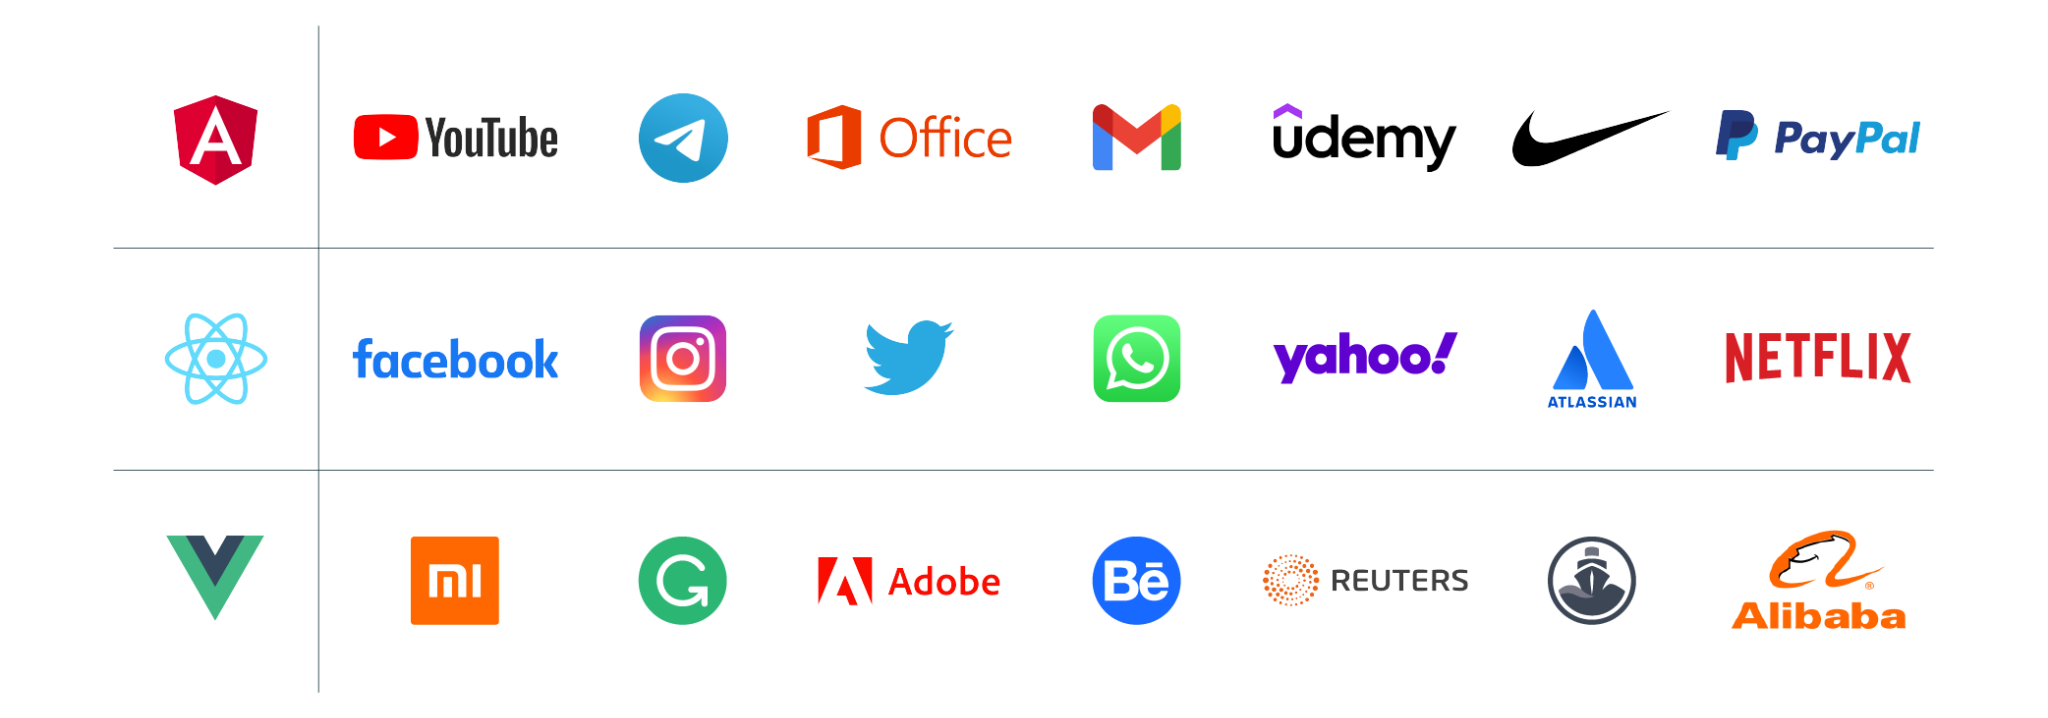 A
YouTube
Office
M
udemy
PayPal
facebook
yahoo!
ATLASSIAN
NETFLIX
mi
G
Adobe
Bē
REUTERS
Alibaba®